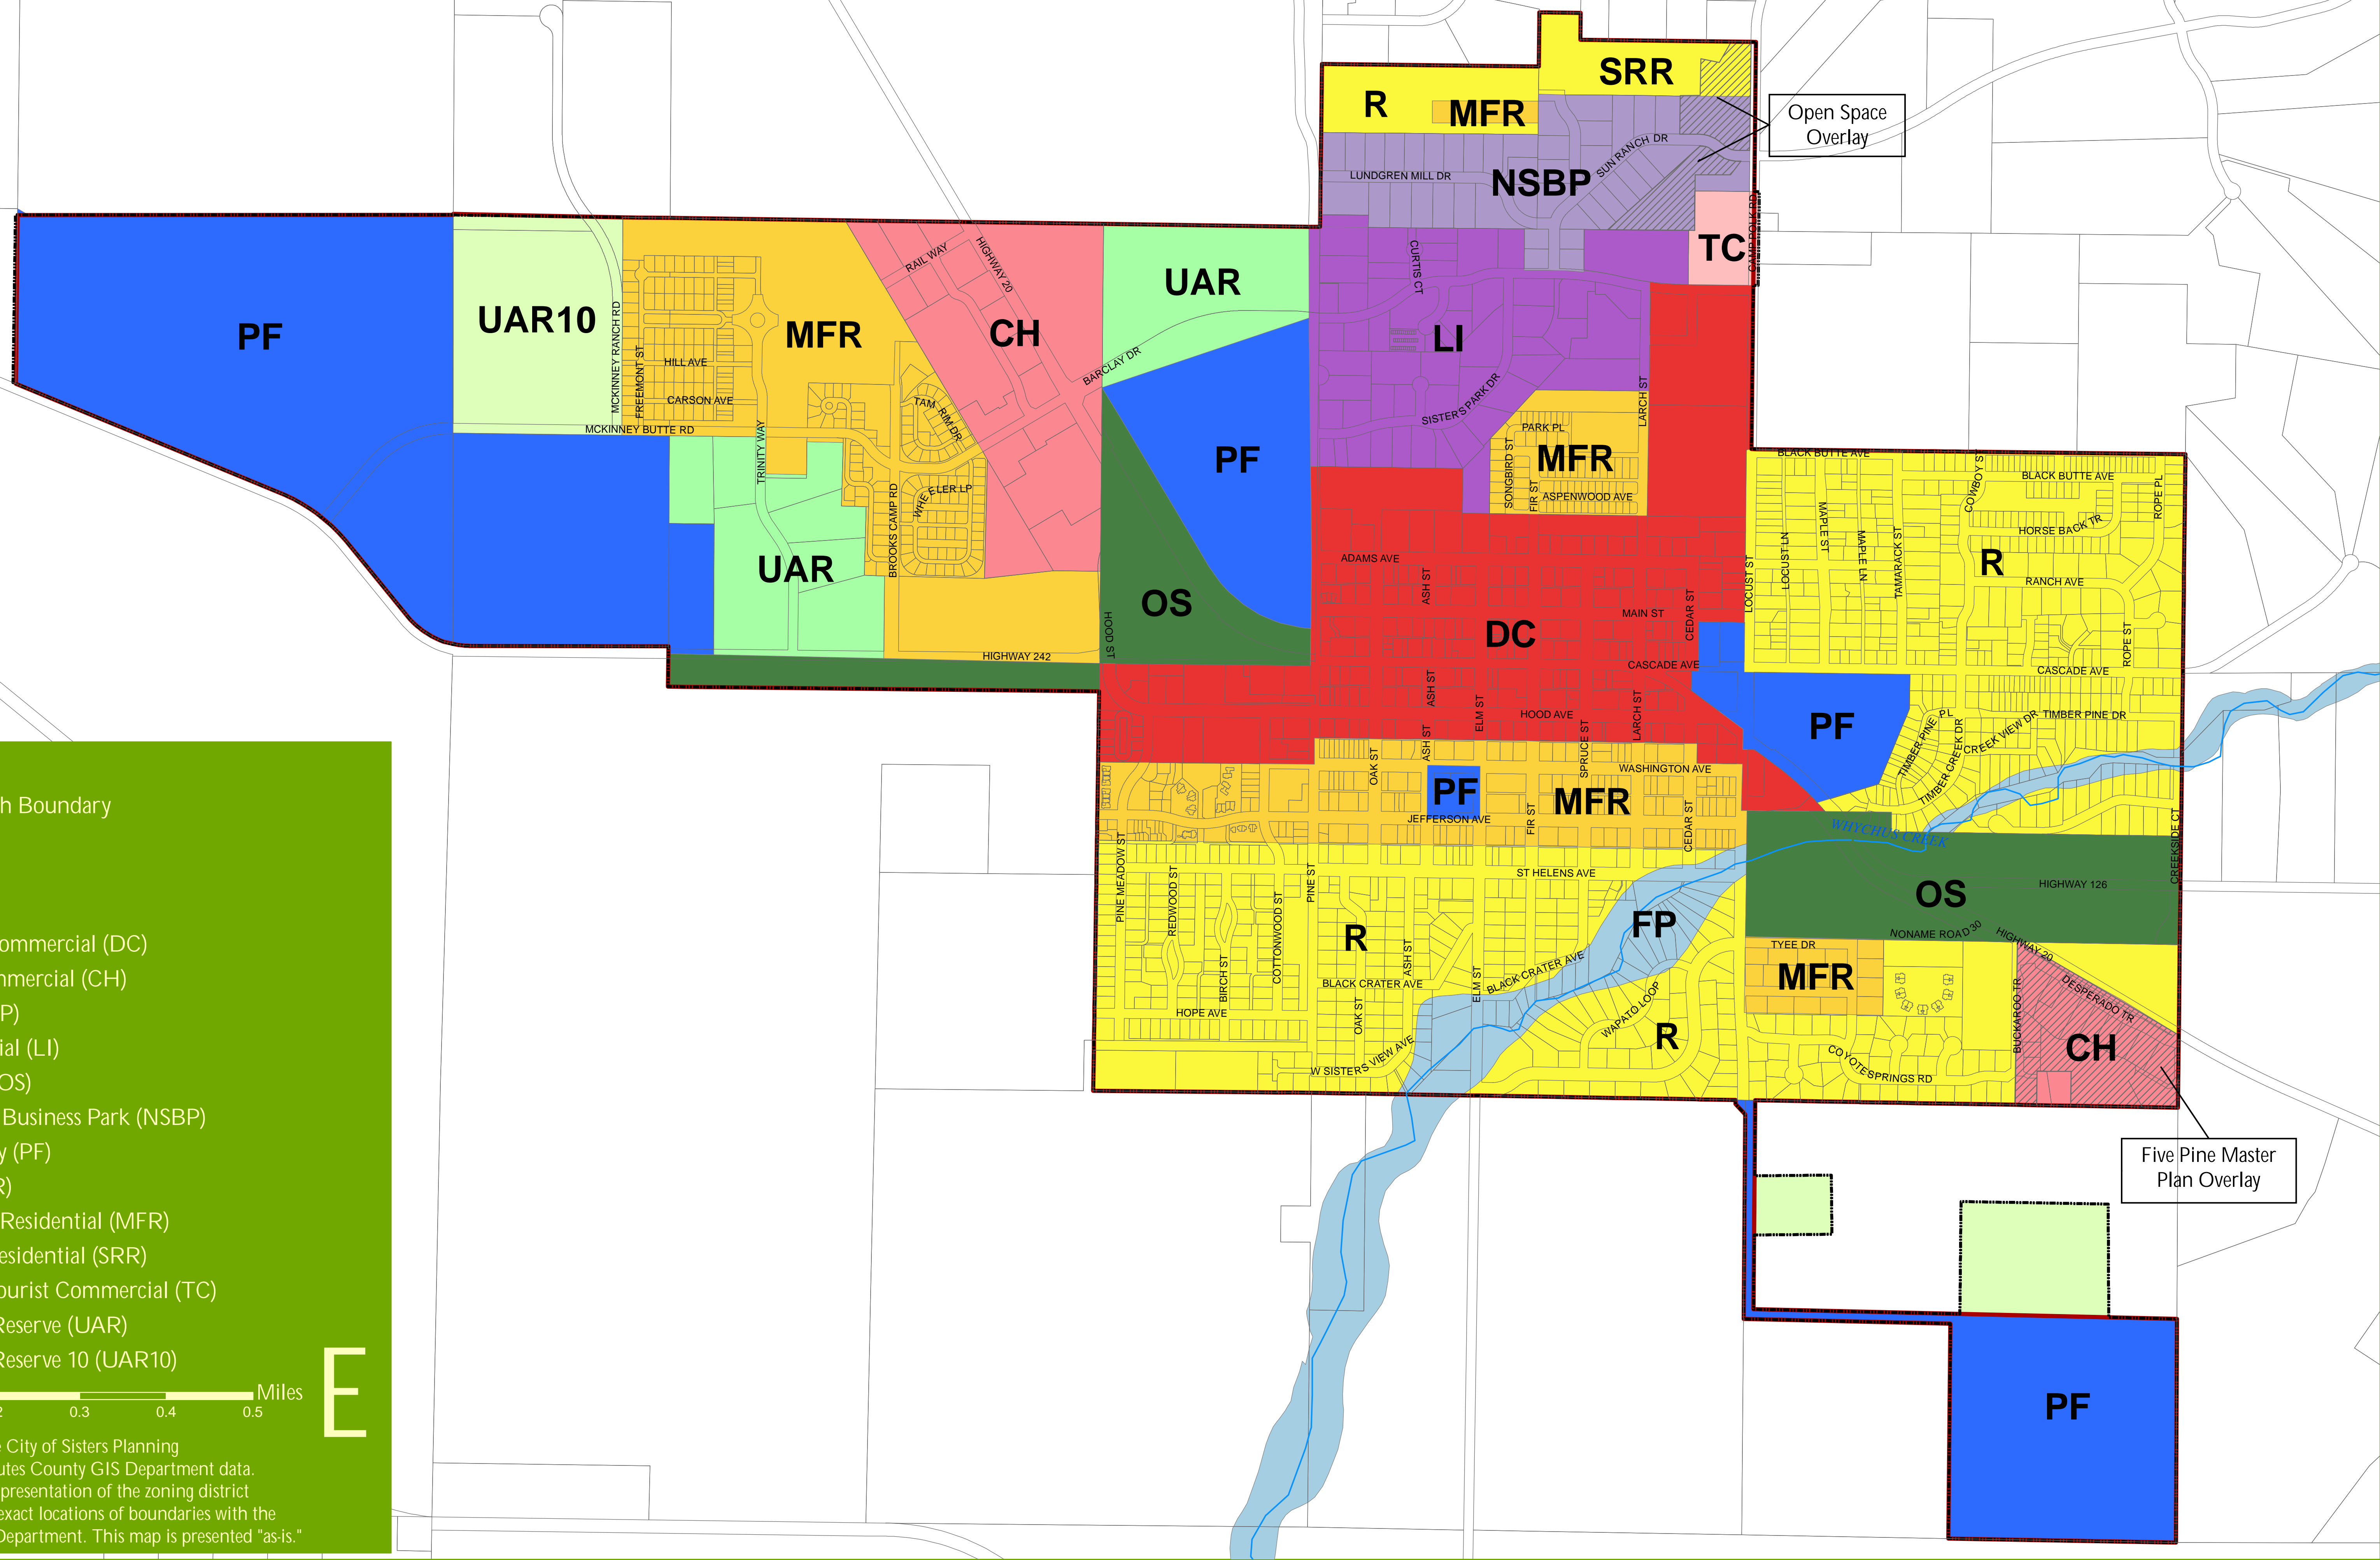 SRR
R
MFR
Open Space
Overlay
SUN RANCH DR
LUNDGREN MILL DR
NSBP
TC
CAMP POLK RD
RAIL WAY
HIGHWAY 20
CURTIS CT
UAR
PF
UAR10
MCKINNEY RANCH RD
FREEMONT ST
MFR
CH
LI
HILL AVE
CARSON AVE
BARCLAY DR
SISTERS PARK DR
LARCH ST
TAM RIM DR
MCKINNEY BUTTE RD
TRINITY WAY
PARK PL
MFR
SONGBIRD ST
FIR ST
ASPENWOOD AVE
PF
WHEELER LP
BROOKS CAMP RD
BLACK BUTTE AVE
BLACK BUTTE AVE
COWBOY ST
ROPE PL
MAPLE ST
MAPLE LN
HORSE BACK TR
TAMARACK ST
LOCUST LN
LOCUST ST
R
RANCH AVE
UAR
ADAMS AVE
ASH ST
OS
HOOD ST
DC
MAIN ST
CEDAR ST
ROPE ST
HIGHWAY 242
CASCADE AVE
CASCADE AVE
ASH ST
ELM ST
HOOD AVE
LARCH ST
PF
TIMBER PINE PL
TIMBER CREEK DR
CREEK VIEW DR
TIMBER PINE DR
OAK ST
ASH ST
SPRUCE ST
WASHINGTON AVE
PF
MFR
JEFFERSON AVE
FIR ST
CEDAR ST
WHYCHUS CREEK
CREEKSIDE CT
PINE MEADOW ST
REDWOOD ST
COTTONWOOD ST
PINE ST
ST HELENS AVE
OS
HIGHWAY 126
R
FP
NONAME ROAD30
HIGHWAY 20
TYEE DR
MFR
BIRCH ST
ASH ST
BLACK CRATER AVE
ELM ST
BLACK CRATER AVE
DESPERADO TR
BUCKAROO TR
HOPE AVE
OAK ST
WAPATO LOOP
R
CH
W SISTERS VIEW AVE
COYOTE SPRINGS RD
Five Pine Master
Plan Overlay
PF
h Boundary
ommercial (DC)
mmercial (CH)
P)
ial (LI)
OS)
Business Park (NSBP)
y (PF)
R)
Residential (MFR)
esidential (SRR)
ourist Commercial (TC)
Reserve (UAR)
Reserve 10 (UAR10)
Miles
2 0.3 0.4 0.5
E
e City of Sisters Planning
utes County GIS Department data.
presentation of the zoning district
exact locations of boundaries with the
Department. This map is presented "as-is."